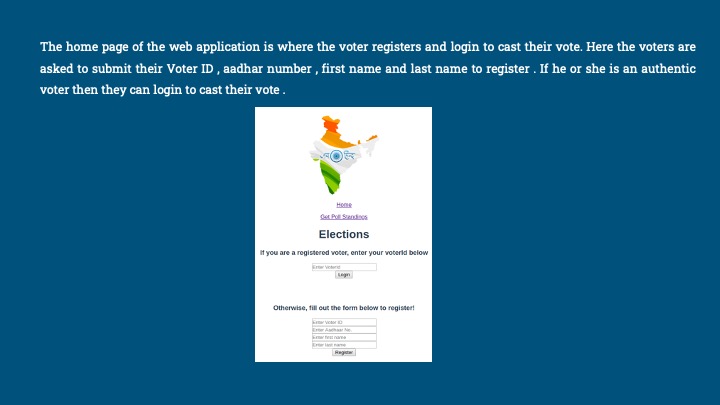 The home page of the web application is where the voter registers and login to cast their vote. Here the voters are
asked to submit their Voter ID , aadhar number , first name and last name to register . If he or she is an authentic
voter then they can login to cast their vote .
Home
Get Poll Standings
Elections
If you are a registered voter, enter your voterId below
Enter VoterId
Login
Otherwise, fill out the form below to register!
Enter Voter ID
Enter Aadhaar No.
Enter first name
Enter last name
Register